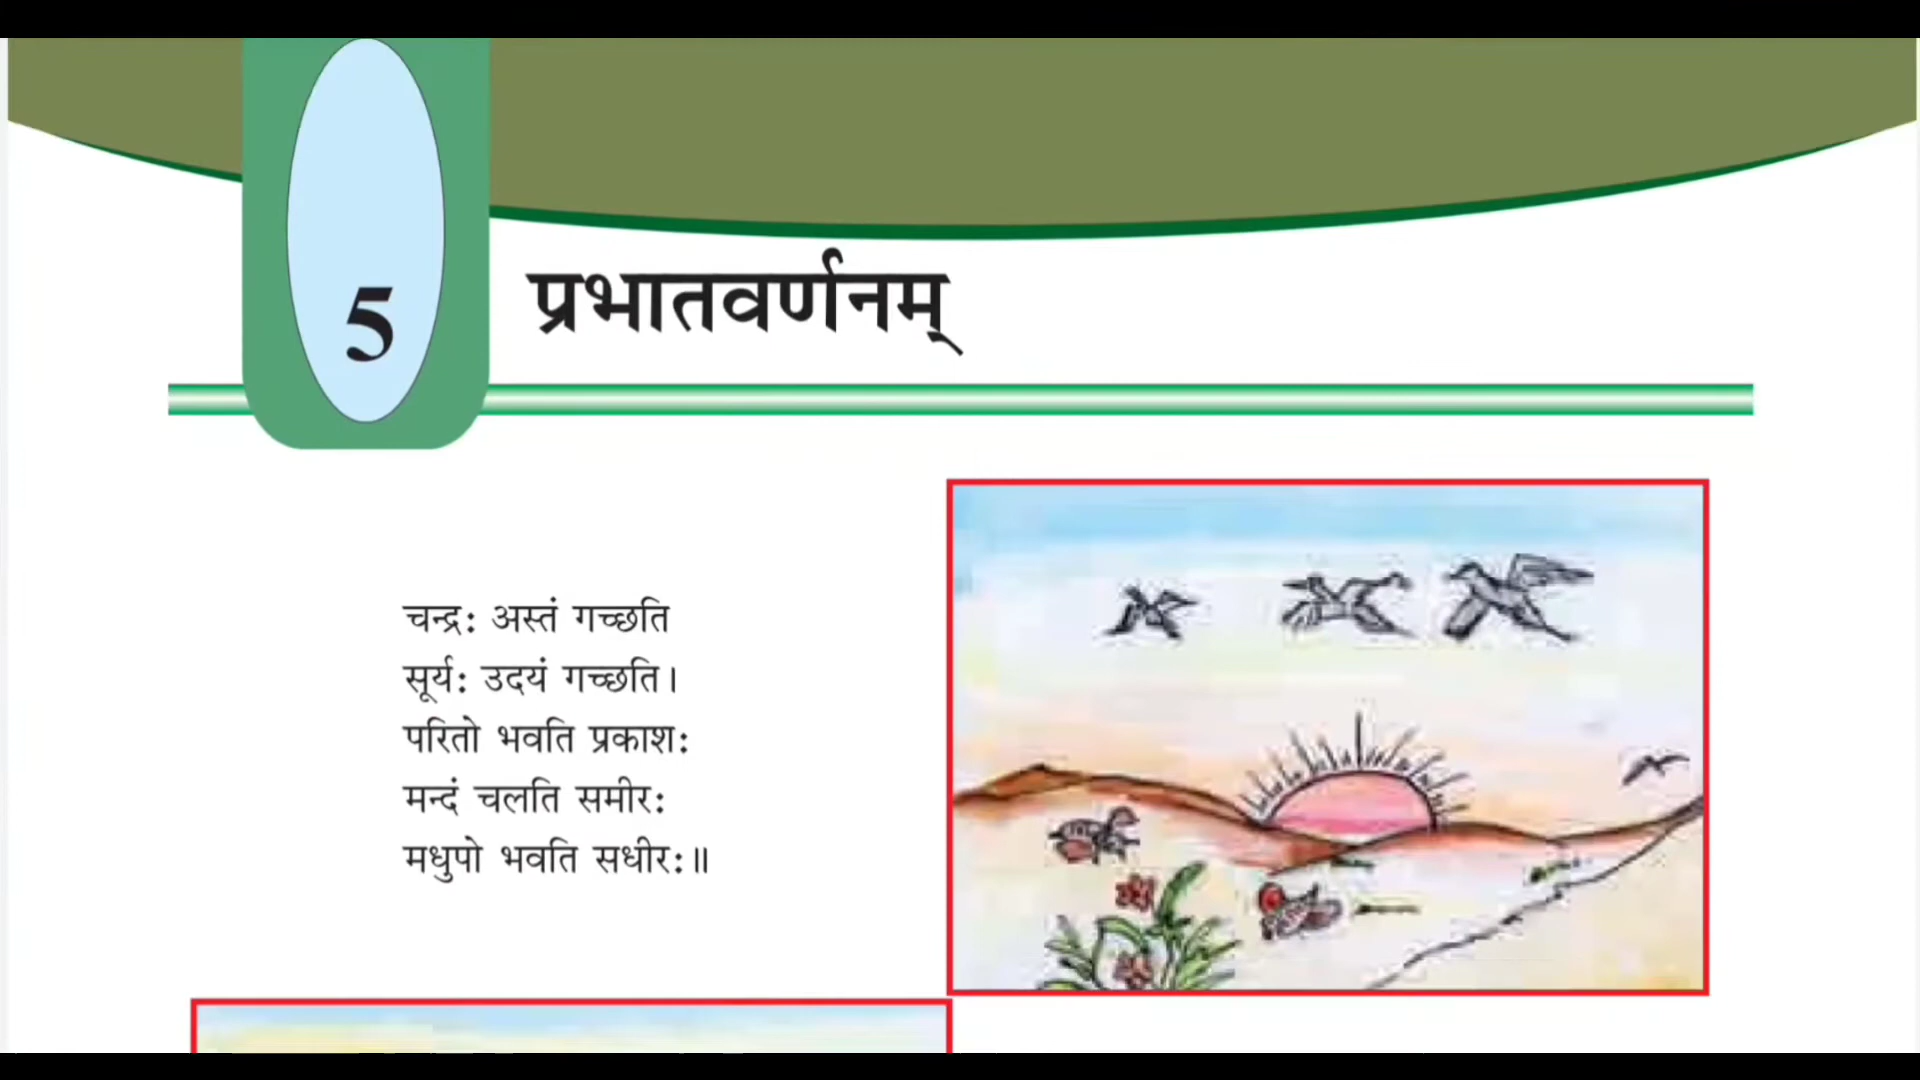 5
प्रभातवर्णनम्
चन्द्रः अस्तं गच्छति
सूर्यः उदयं गच्छति।
परितो भवति प्रकाशः
मन्दं चलति समीरः
मधुपो भवति सधीरः॥